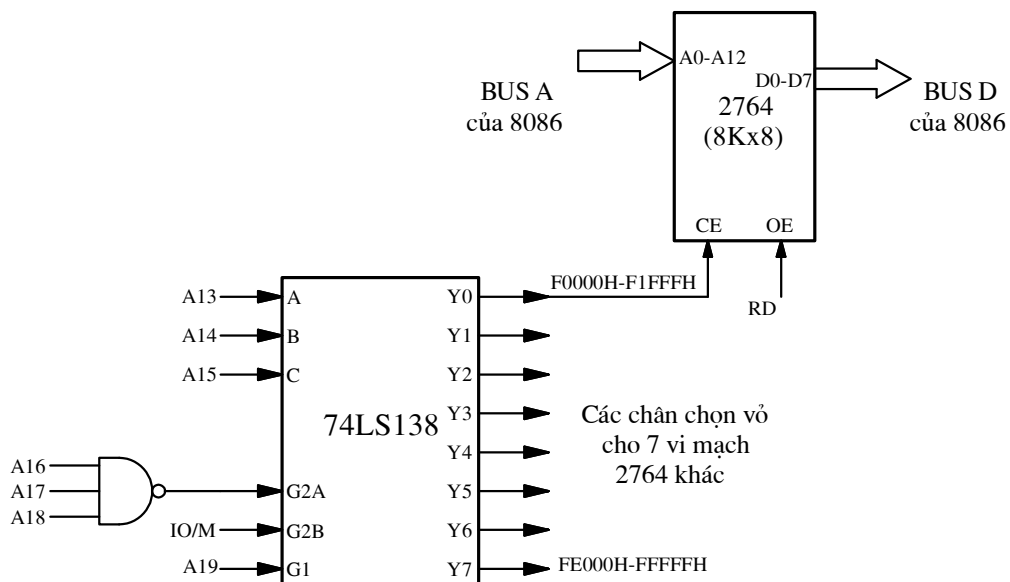 A0-A12
D0-D7
BUS A
của 8086
2764
(8Kx8)
BUS D
của 8086
CE
OE
F0000H-F1FFFH
RD
A13
A
Y0
A14
B
Y1
A15
C
Y2
Y3
74LS138
Y4
Các chân chọn vỏ
cho 7 vi mạch
2764 khác
A16
A17
A18
G2A
Y5
IO/M
G2B
Y6
A19
G1
Y7
FE000H-FFFFFH